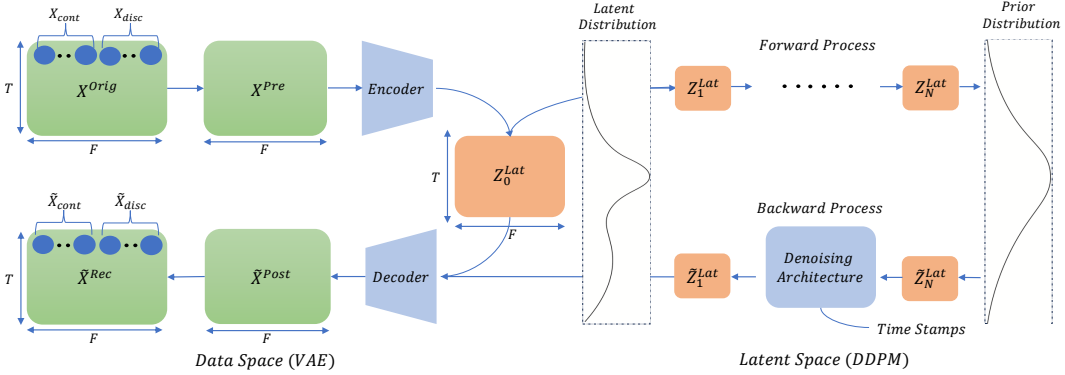 X_cont X_disc
T
X^Orig
F
X^Pre
F
Encoder
T
Z_0^Lat
F
Latent
Distribution
Forward Process
Z_1^Lat
. . . . . .
Z_N^Lat
Prior
Distribution
X̃_cont X̃_disc
T
X̃^Rec
F
X̃^Post
F
Decoder
Backward Process
Z̃_1^Lat
Denoising
Architecture
Z̃_N^Lat
Time Stamps
Data Space (VAE)
Latent Space (DDPM)